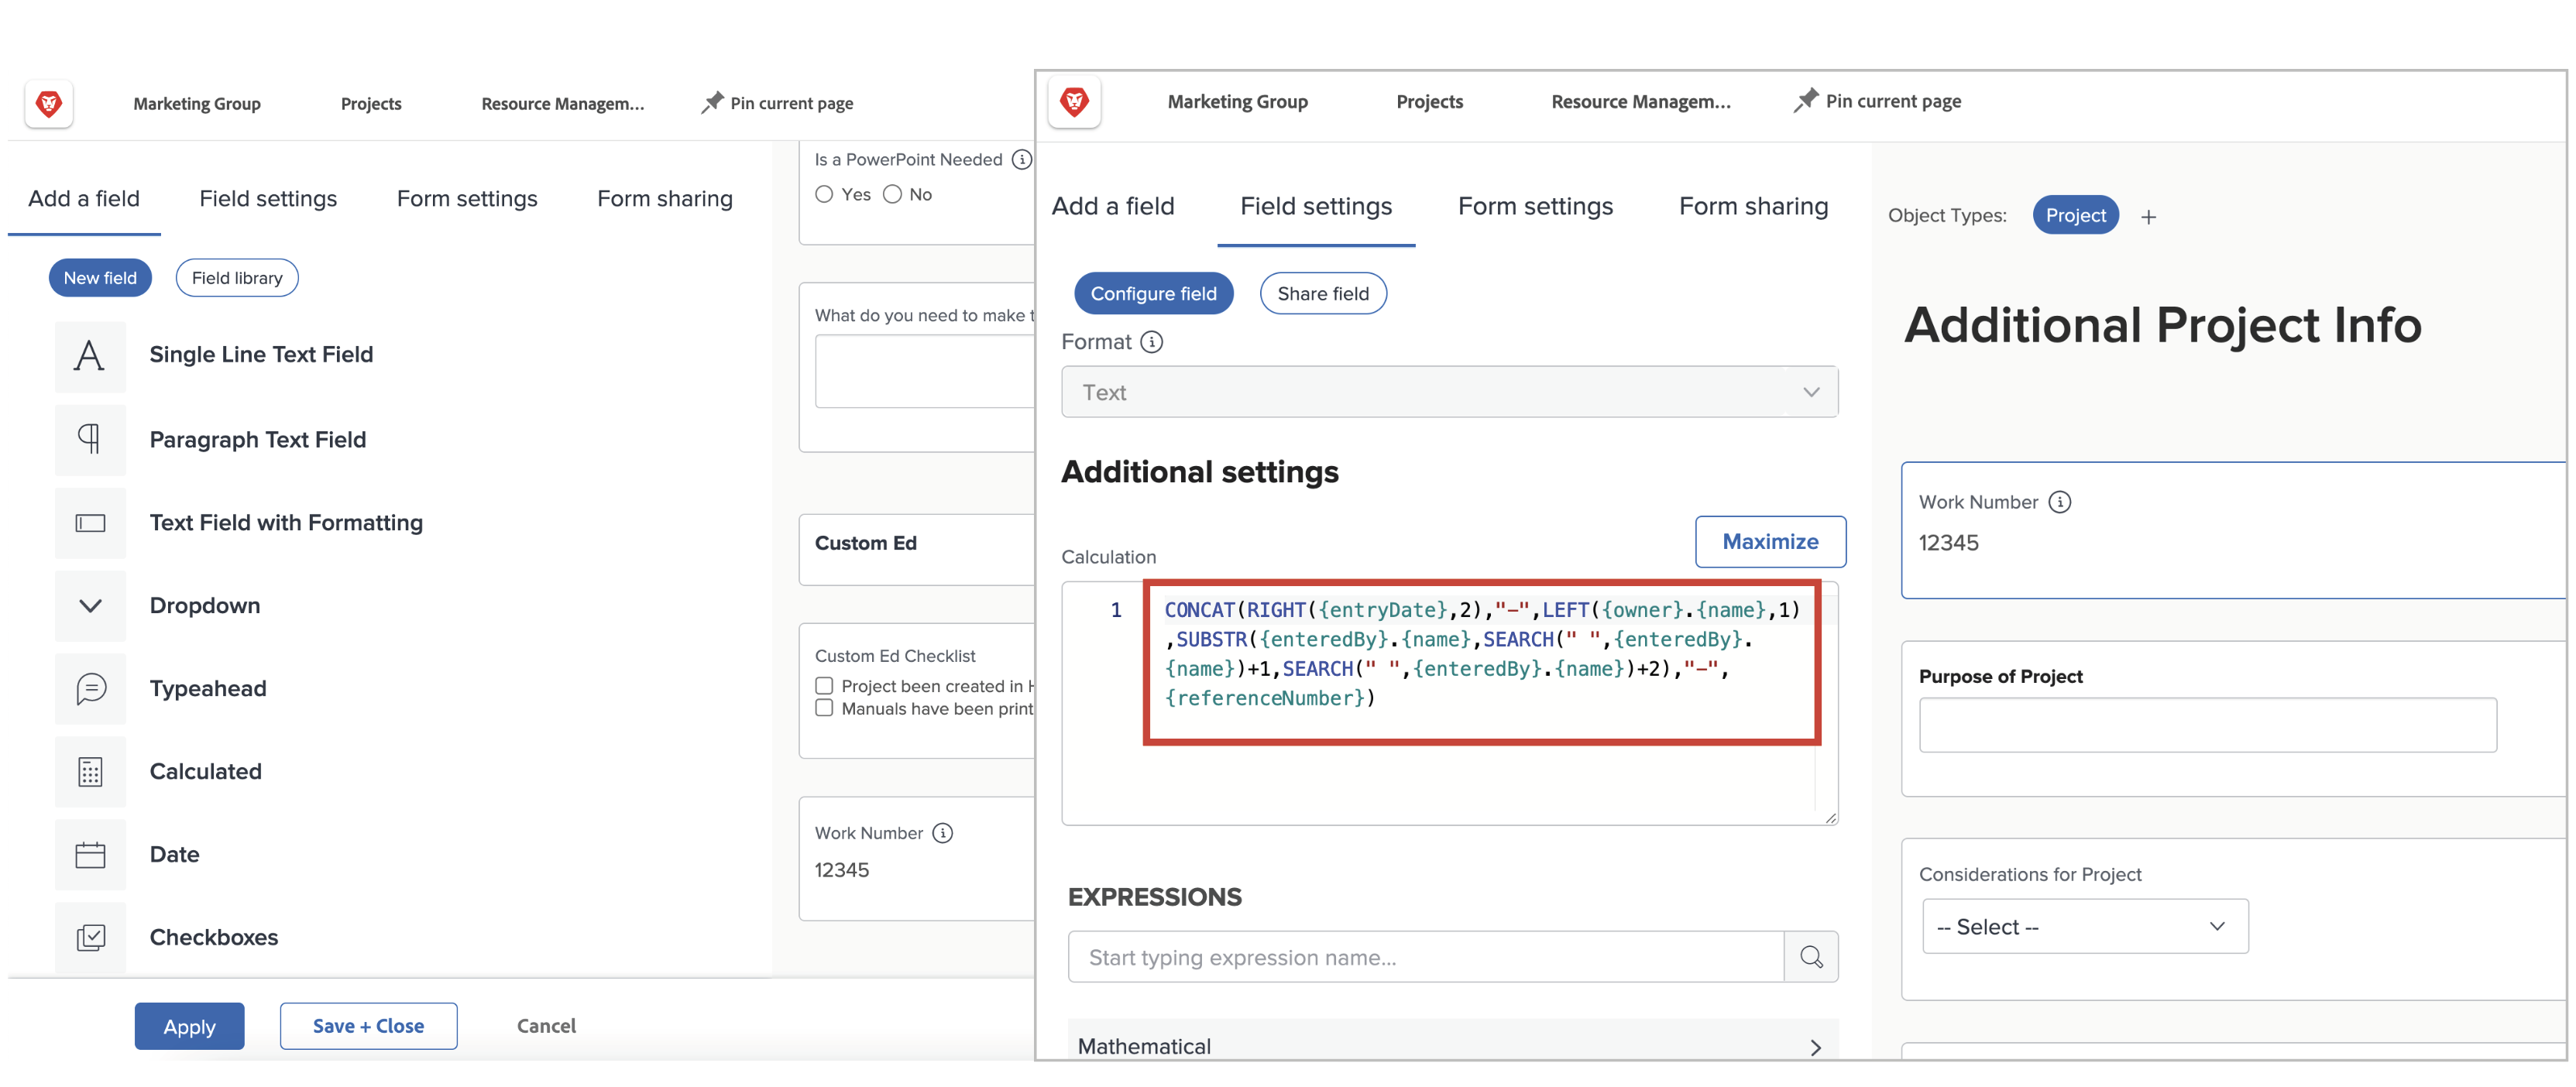 Marketing Group
Projects
Resource Managem...
Pin current page
Add a field
Field settings
Form settings
Form sharing
New field
Field library
Single Line Text Field
Paragraph Text Field
Text Field with Formatting
Dropdown
Typeahead
Calculated
Date
Checkboxes
Apply
Save + Close
Cancel
Is a PowerPoint Needed
Yes
No
What do you need to make
Custom Ed
Custom Ed Checklist
Project been created in
Manuals have been print
Work Number
12345
Marketing Group
Projects
Resource Managem...
Pin current page
Add a field
Field settings
Form settings
Form sharing
Configure field
Share field
Format
Text
Additional settings
Maximize
Calculation
1
CONCAT(RIGHT({entryDate},2),"-",LEFT({owner}.{name},1)
,SUBSTR({enteredBy}.{name},SEARCH(" ",{enteredBy}.
{name})+1,SEARCH(" ",{enteredBy}.{name})+2),"-",
{referenceNumber})
EXPRESSIONS
Start typing expression name...
Mathematical
Object Types:
Project
+
Additional Project Info
Work Number
12345
Purpose of Project
Considerations for Project
-- Select --